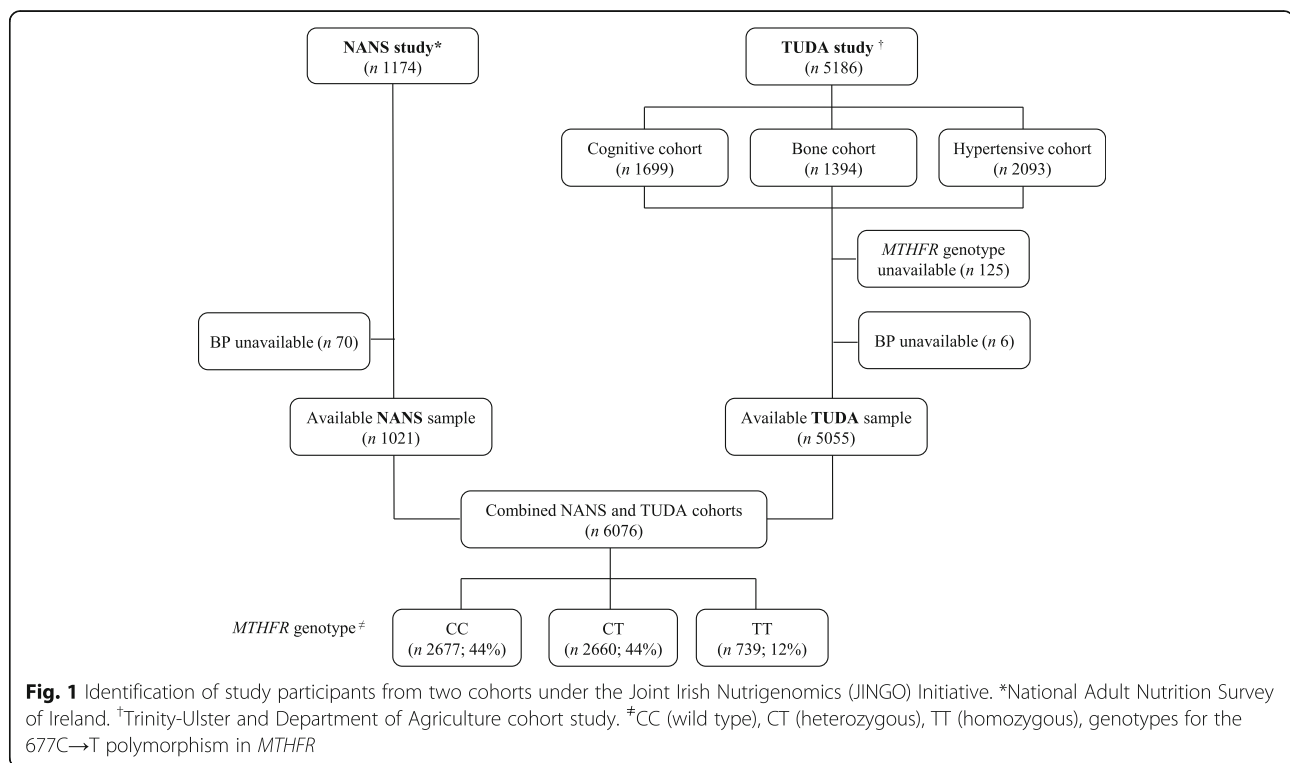 NANS study*
(n 1174)
TUDA study †
(n 5186)
Cognitive cohort
(n 1699)
Bone cohort
(n 1394)
Hypertensive cohort
(n 2093)
MTHFR genotype
unavailable (n 125)
BP unavailable (n 70)
BP unavailable (n 6)
Available NANS sample
(n 1021)
Available TUDA sample
(n 5055)
Combined NANS and TUDA cohorts
(n 6076)
MTHFR genotype ≠
CC
(n 2677; 44%)
CT
(n 2660; 44%)
TT
(n 739; 12%)
Fig. 1 Identification of study participants from two cohorts under the Joint Irish Nutrigenomics (JINGO) Initiative. *National Adult Nutrition Survey
of Ireland. †Trinity-Ulster and Department of Agriculture cohort study. ≠CC (wild type), CT (heterozygous), TT (homozygous), genotypes for the
677C→T polymorphism in MTHFR